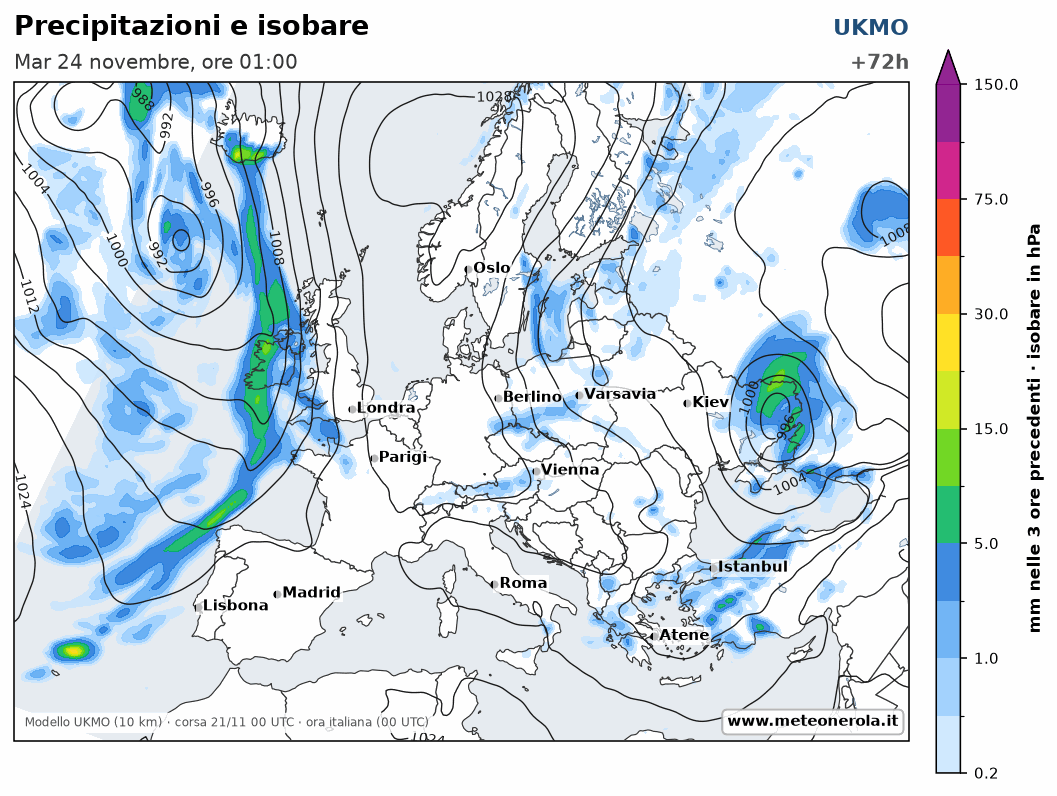 Precipitazioni e isobare
UKMO
Mar 24 novembre, ore 01:00
+72h
988
992
1028
1004
996
1000
992
1008
1012
1008
1000
996
1004
1024
1024
Oslo
Londra
Berlino
Varsavia
Kiev
Parigi
Vienna
Istanbul
Roma
Madrid
Lisbona
Atene
Modello UKMO (10 km) · corsa 21/11 00 UTC · ora italiana (00 UTC)
www.meteonerola.it
150.0
75.0
30.0
15.0
5.0
1.0
0.2
mm nelle 3 ore precedenti · isobare in hPa